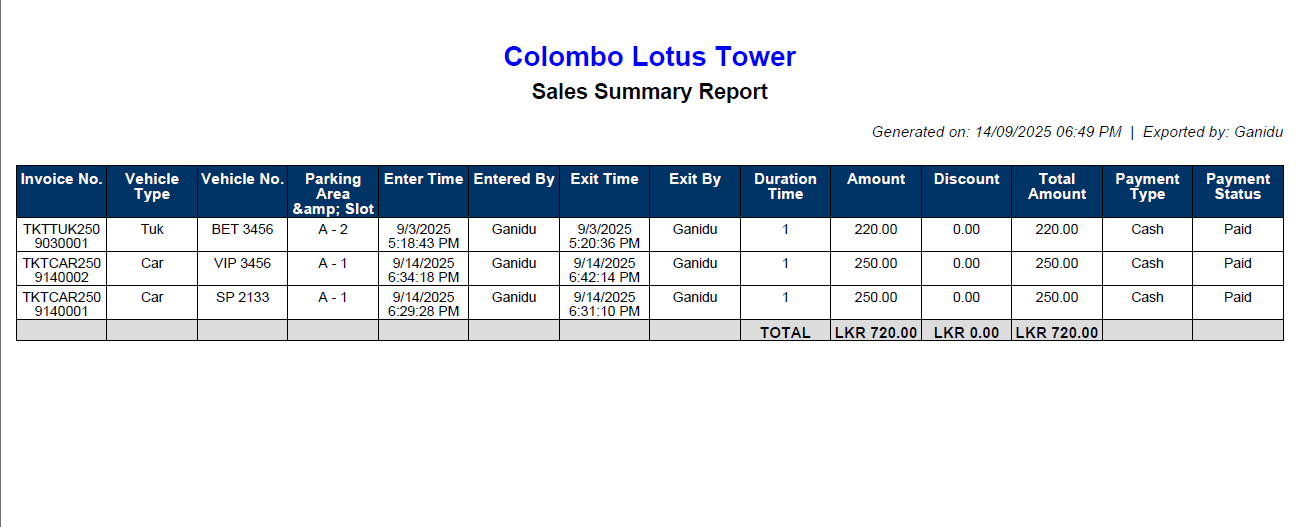 Colombo Lotus Tower
Sales Summary Report
Generated on: 14/09/2025 06:49 PM | Exported by: Ganidu
Invoice No. Vehicle Type Vehicle No. Parking Area &amp; Slot Enter Time Entered By Exit Time Exit By Duration Time Amount Discount Total Amount Payment Type Payment Status
TKTTUK2509030001 Tuk BET 3456 A - 2 9/3/2025 5:18:43 PM Ganidu 9/3/2025 5:20:36 PM Ganidu 1 220.00 0.00 220.00 Cash Paid
TKTCAR2509140002 Car VIP 3456 A - 1 9/14/2025 6:34:18 PM Ganidu 9/14/2025 6:42:14 PM Ganidu 1 250.00 0.00 250.00 Cash Paid
TKTCAR2509140001 Car SP 2133 A - 1 9/14/2025 6:29:28 PM Ganidu 9/14/2025 6:31:10 PM Ganidu 1 250.00 0.00 250.00 Cash Paid
TOTAL LKR 720.00 LKR 0.00 LKR 720.00